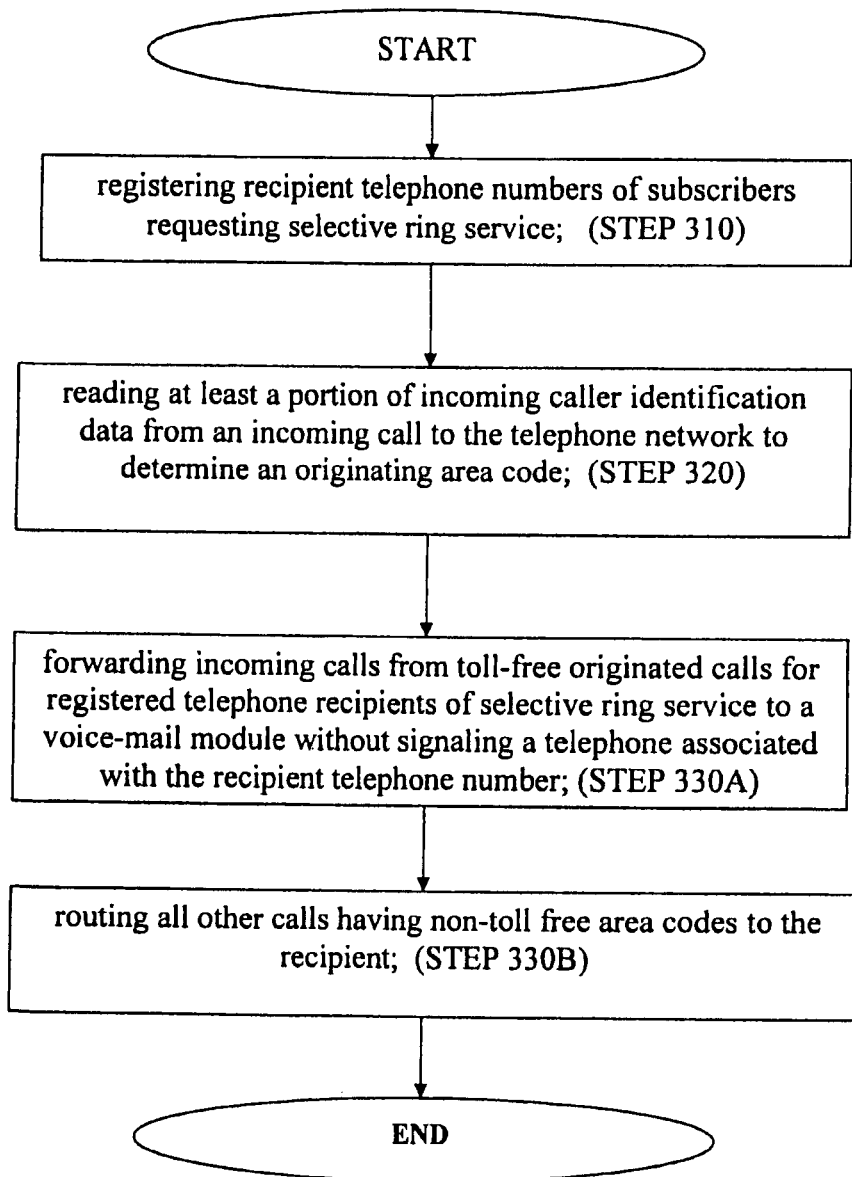 START
registering recipient telephone numbers of subscribers
requesting selective ring service; (STEP 310)
reading at least a portion of incoming caller identification
data from an incoming call to the telephone network to
determine an originating area code; (STEP 320)
forwarding incoming calls from toll-free originated calls for
registered telephone recipients of selective ring service to a
voice-mail module without signaling a telephone associated
with the recipient telephone number; (STEP 330A)
routing all other calls having non-toll free area codes to the
recipient; (STEP 330B)
END